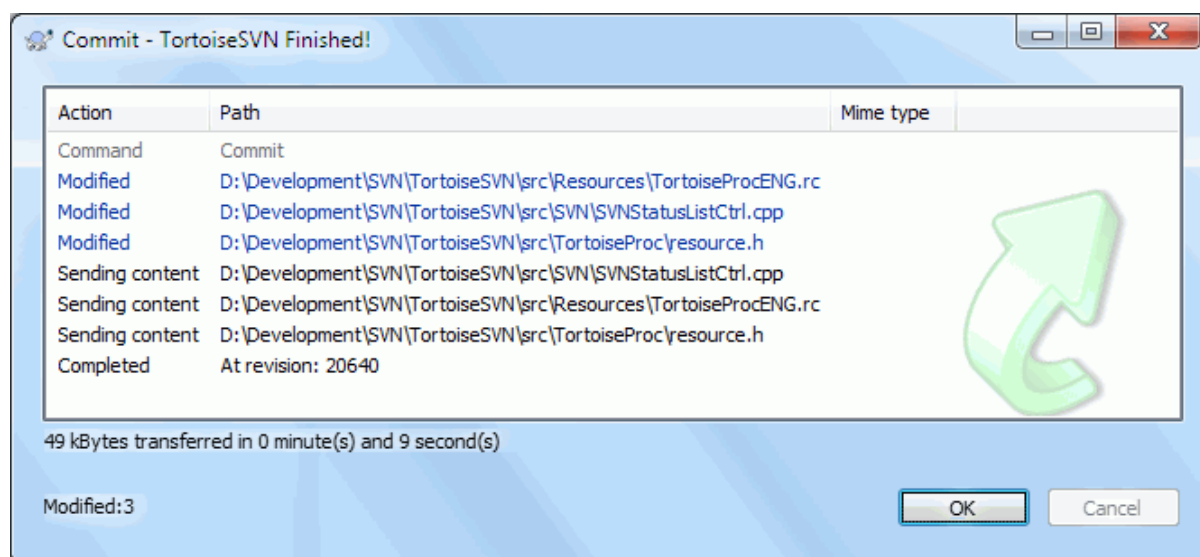 Commit - TortoiseSVN Finished!
Action Path Mime type
Command Commit
Modified D:\Development\SVN\TortoiseSVN\src\Resources\TortoiseProcENG.rc
Modified D:\Development\SVN\TortoiseSVN\src\SVN\SVNStatusListCtrl.cpp
Modified D:\Development\SVN\TortoiseSVN\src\TortoiseProc\resource.h
Sending content D:\Development\SVN\TortoiseSVN\src\SVN\SVNStatusListCtrl.cpp
Sending content D:\Development\SVN\TortoiseSVN\src\Resources\TortoiseProcENG.rc
Sending content D:\Development\SVN\TortoiseSVN\src\TortoiseProc\resource.h
Completed At revision: 20640
49 kBytes transferred in 0 minute(s) and 9 second(s)
Modified:3
OK Cancel